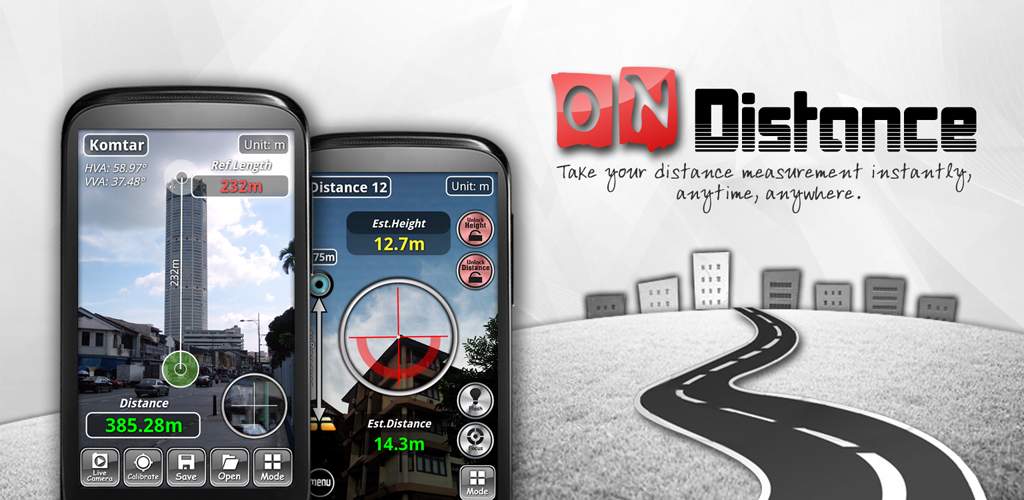 Komtar
Unit: m
HVA: 58.97°
VVA: 37.48°
Ref.Length
232m
232m
Distance
385.28m
Live
Camera
Calibrate
Save
Open
Mode
Distance 12
Unit: m
Est.Height
12.7m
Unlock
Height
Unlock
Distance
75m
Est.Distance
14.3m
Flash
Focus
menu
Mode
ON Distance
Take your distance measurement instantly,
anytime, anywhere.